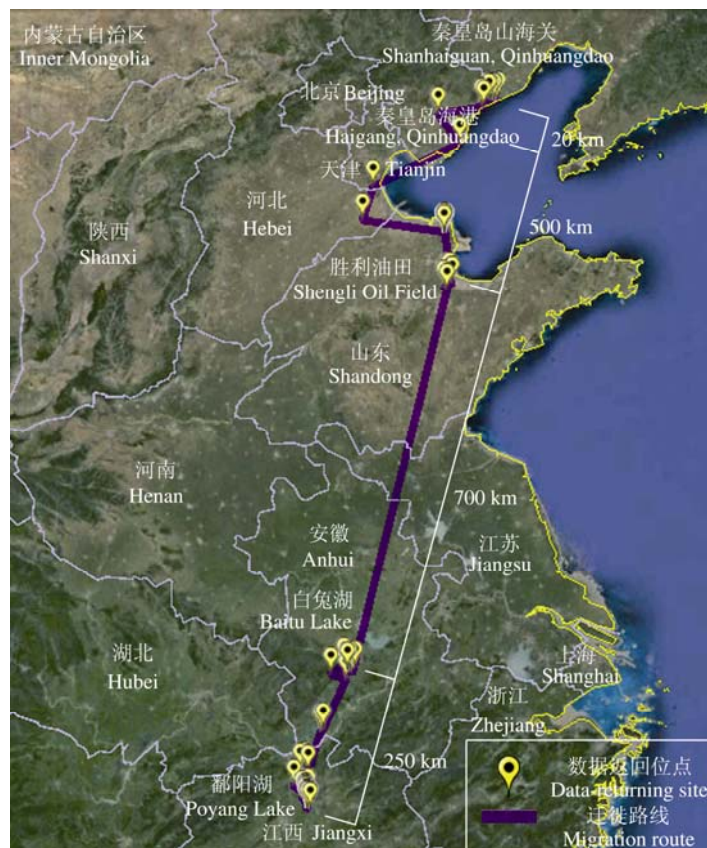 内蒙古自治区
Inner Mongolia
秦皇岛山海关
Shanhaiguan, Qinhuangdao
北京 Beijing
秦皇岛海港
Haigang, Qinhuangdao
20 km
天津 Tianjin
河北
Hebei
陕西
Shanxi
500 km
胜利油田
Shengli Oil Field
山东
Shandong
河南
Henan
700 km
安徽
Anhui
江苏
Jiangsu
白兔湖
Baitu Lake
湖北
Hubei
上海
Shanghai
浙江
Zhejiang
250 km
鄱阳湖
Poyang Lake
江西 Jiangxi
数据返回位点
Data-returning site
迁徙路线
Migration route